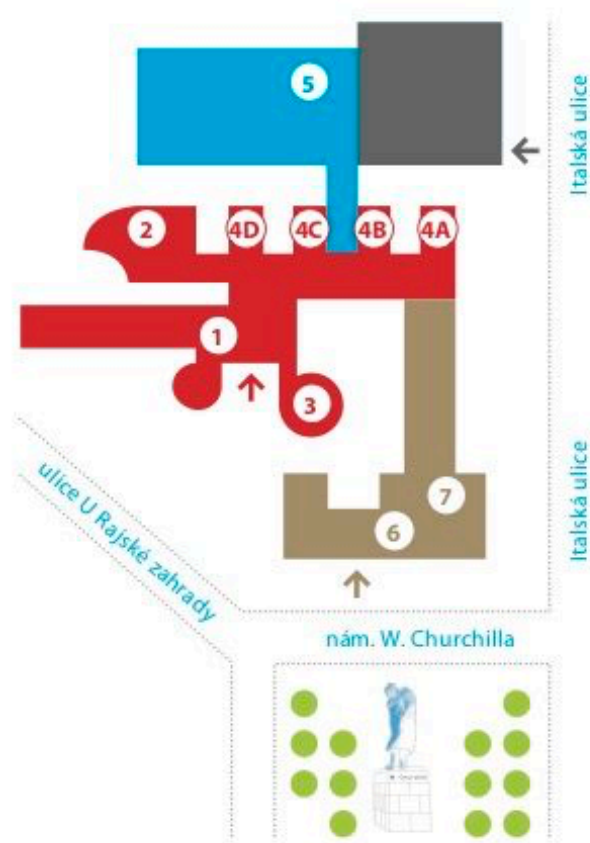 5
Italská ulice
2
4D
4C
4B
4A
1
3
Italská ulice
7
6
ulice U Rajské zahrady
nám. W. Churchilla